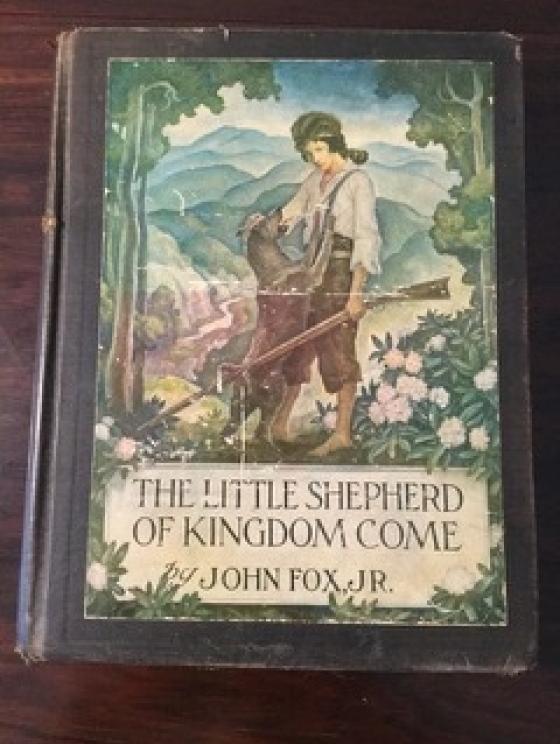 THE LITTLE SHEPHERD
OF KINGDOM COME
by JOHN FOX, JR.